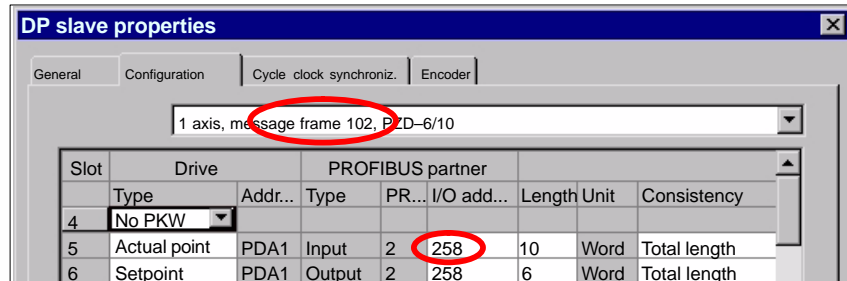 DP slave properties
General Configuration Cycle clock synchroniz. Encoder
1 axis, message frame 102, PZD–6/10
Slot Drive PROFIBUS partner
Type Addr... Type PR... I/O add... Length Unit Consistency
4 No PKW
5 Actual point PDA1 Input 2 258 10 Word Total length
6 Setpoint PDA1 Output 2 258 6 Word Total length